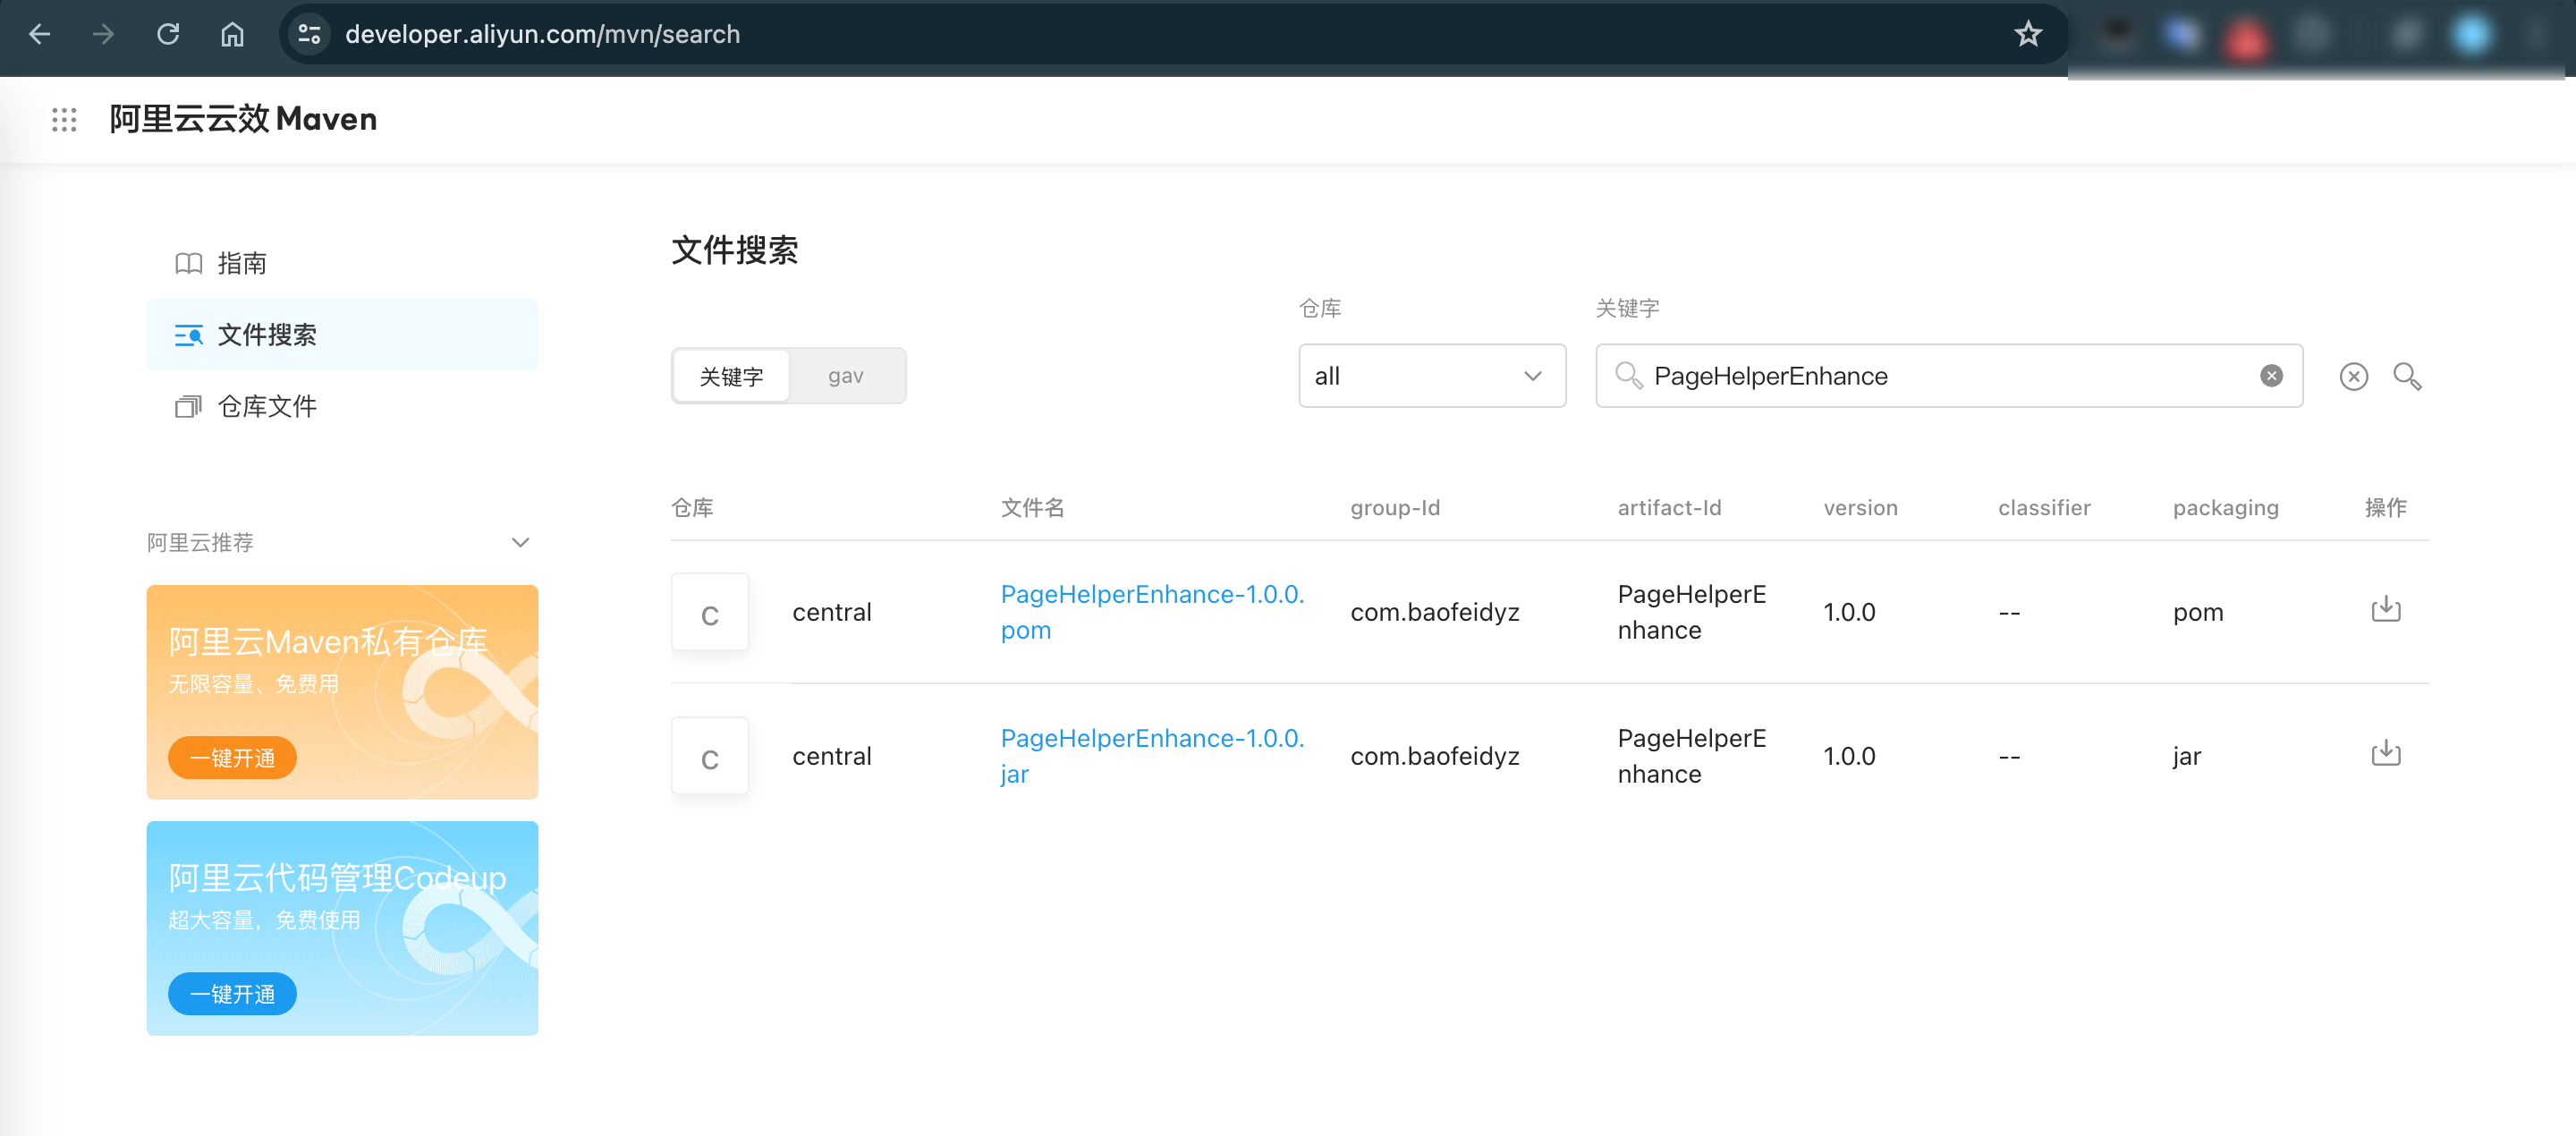 developer.aliyun.com/mvn/search
阿里云云效 Maven
指南
文件搜索
仓库文件
阿里云推荐
阿里云Maven私有仓库
无限容量、免费用
一键开通
阿里云代码管理Codeup
超大容量，免费使用
一键开通
文件搜索
仓库
关键字
关键字
gav
all
PageHelperEnhance
仓库 文件名 group-Id artifact-Id version classifier packaging 操作
C central PageHelperEnhance-1.0.0. com.baofeidyz PageHelperE 1.0.0 -- pom
pom nhance
C central PageHelperEnhance-1.0.0. com.baofeidyz PageHelperE 1.0.0 -- jar
jar nhance